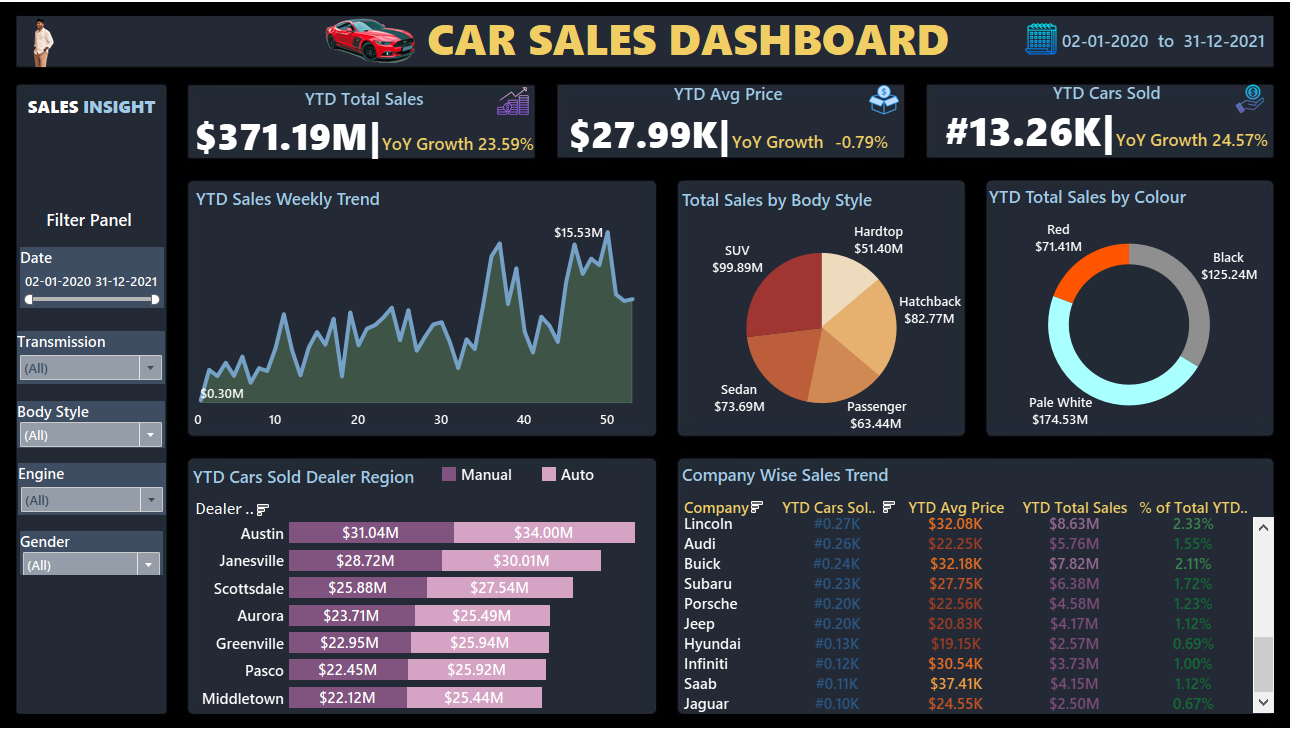 CAR SALES DASHBOARD
02-01-2020 to 31-12-2021
SALES INSIGHT
Filter Panel
Date
02-01-2020 31-12-2021
Transmission
(All)
Body Style
(All)
Engine
(All)
Gender
(All)
YTD Total Sales
$371.19M| YoY Growth 23.59%
YTD Avg Price
$27.99K| YoY Growth -0.79%
YTD Cars Sold
#13.26K| YoY Growth 24.57%
YTD Sales Weekly Trend
$15.53M
$0.30M
0 10 20 30 40 50
Total Sales by Body Style
Hardtop
$51.40M
SUV
$99.89M
Hatchback
$82.77M
Sedan
$73.69M
Passenger
$63.44M
YTD Total Sales by Colour
Red
$71.41M
Black
$125.24M
Pale White
$174.53M
YTD Cars Sold Dealer Region Manual Auto
Dealer ..
Austin $31.04M $34.00M
Janesville $28.72M $30.01M
Scottsdale $25.88M $27.54M
Aurora $23.71M $25.49M
Greenville $22.95M $25.94M
Pasco $22.45M $25.92M
Middletown $22.12M $25.44M
Company Wise Sales Trend
Company YTD Cars Sol.. YTD Avg Price YTD Total Sales % of Total YTD..
Lincoln #0.27K $32.08K $8.63M 2.33%
Audi #0.26K $22.25K $5.76M 1.55%
Buick #0.24K $32.18K $7.82M 2.11%
Subaru #0.23K $27.75K $6.38M 1.72%
Porsche #0.20K $22.56K $4.58M 1.23%
Jeep #0.20K $20.83K $4.17M 1.12%
Hyundai #0.13K $19.15K $2.57M 0.69%
Infiniti #0.12K $30.54K $3.73M 1.00%
Saab #0.11K $37.41K $4.15M 1.12%
Jaguar #0.10K $24.55K $2.50M 0.67%